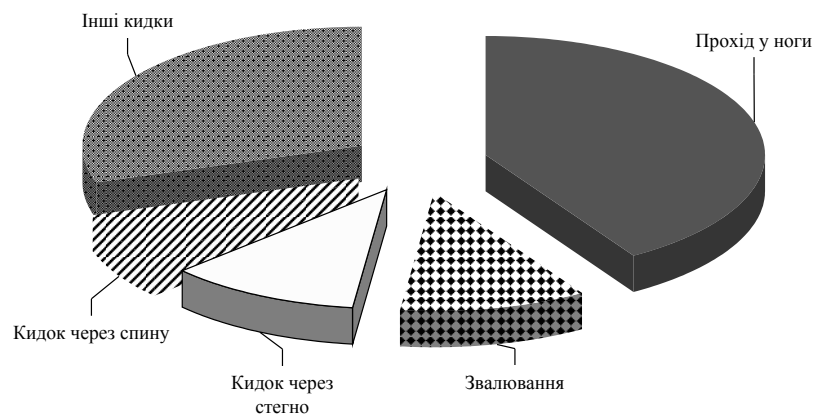 Інші кидки
Прохід у ноги
Кидок через спину
Кидок через
стегно
Звалювання